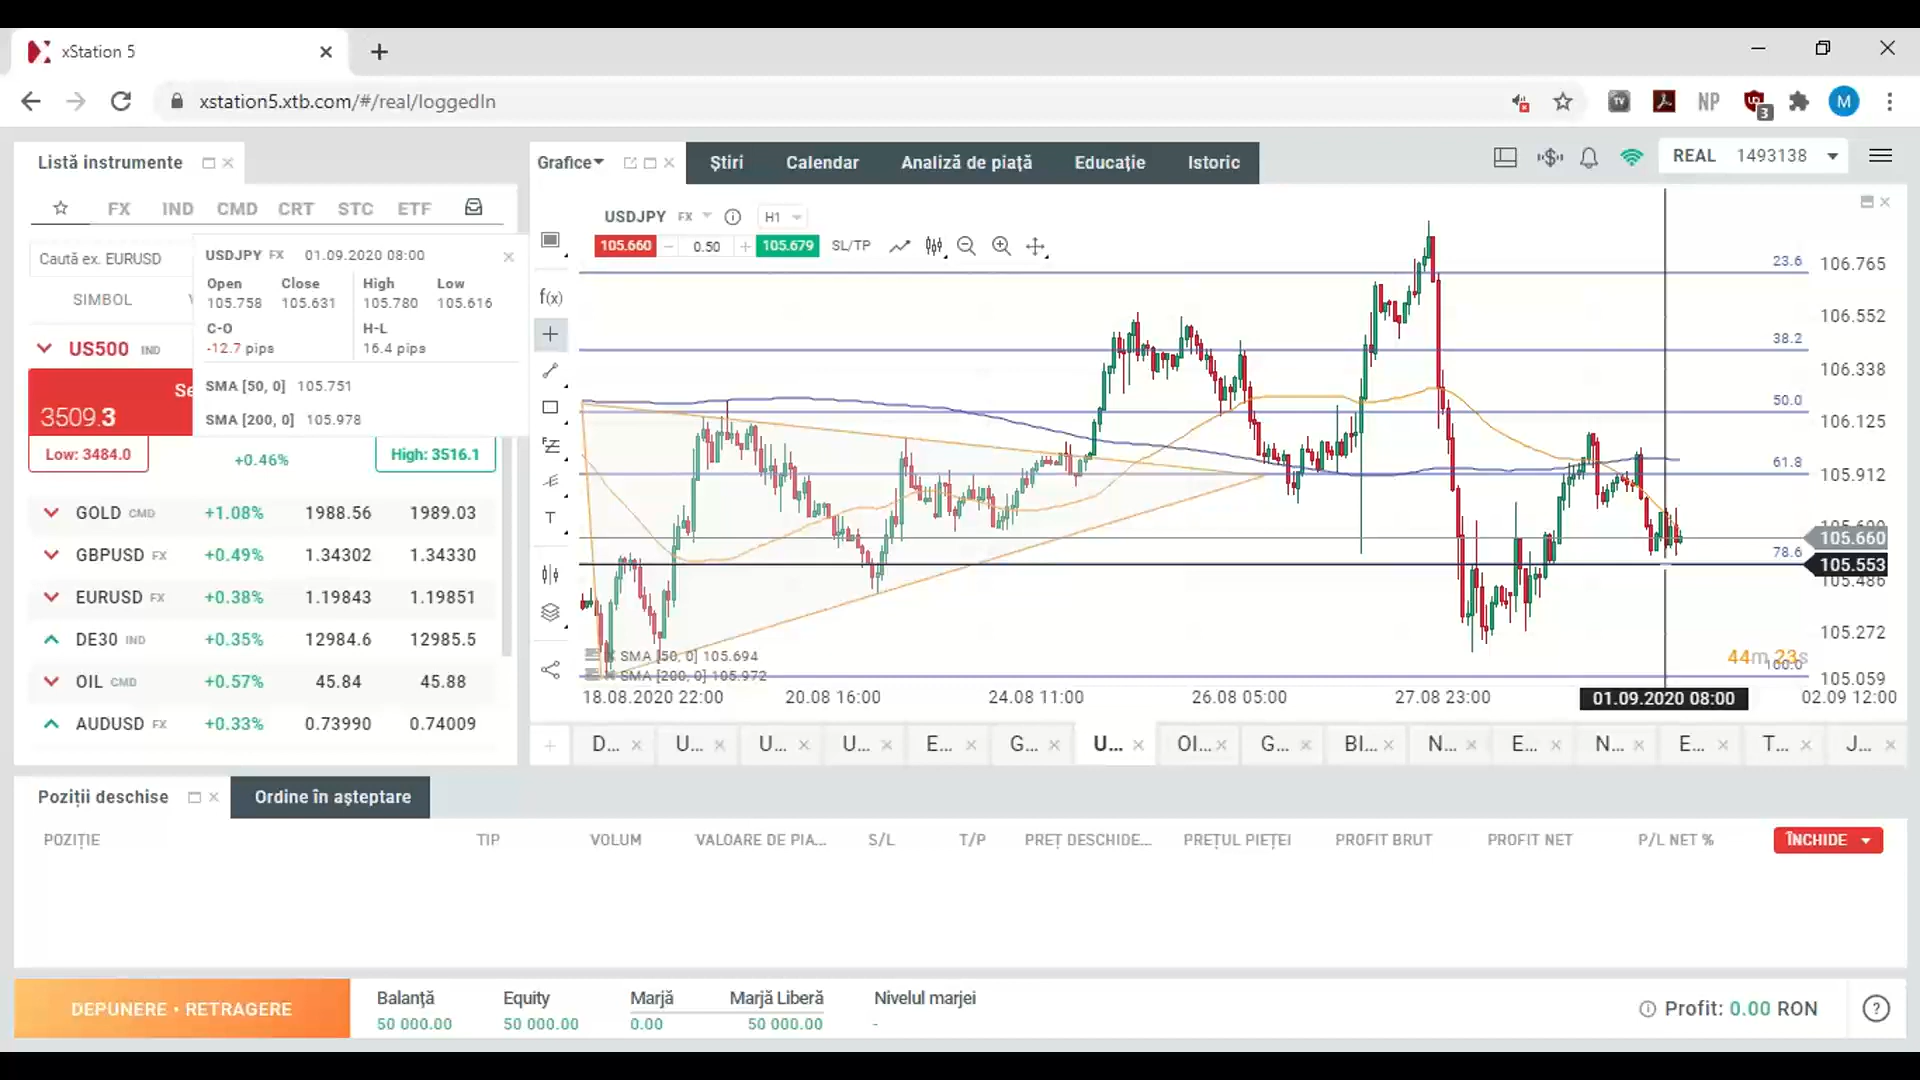 xStation 5
xstation5.xtb.com/#/real/loggedIn
NP
3
M
Listă instrumente
Grafice
Știri
Calendar
Analiză de piață
Educație
Istoric
REAL 1493138
FX IND CMD CRT STC ETF
Caută ex. EURUSD
SIMBOL
USDJPY FX 01.09.2020 08:00
Open Close High Low
105.758 105.631 105.780 105.616
C-O H-L
-12.7 pips 16.4 pips
SMA [50, 0] 105.751
SMA [200, 0] 105.978
US500 IND
Se
3509.3
Low: 3484.0
+0.46%
High: 3516.1
GOLD CMD +1.08% 1988.56 1989.03
GBPUSD FX +0.49% 1.34302 1.34330
EURUSD FX +0.38% 1.19843 1.19851
DE30 IND +0.35% 12984.6 12985.5
OIL CMD +0.57% 45.84 45.88
AUDUSD FX +0.33% 0.73990 0.74009
USDJPY FX H1
105.660 0.50 105.679 SL/TP
f(x)
T
23.6
38.2
50.0
61.8
78.6
100.0
106.765
106.552
106.338
106.125
105.912
105.660
105.553
105.486
105.272
105.059
44m 23s
SMA [50, 0] 105.694
SMA [200, 0] 105.972
18.08.2020 22:00 20.08 16:00 24.08 11:00 26.08 05:00 27.08 23:00 01.09.2020 08:00 02.09 12:00
D... U... U... U... E... G... U... OI... G... BI... N... E... N... E... T... J...
Poziții deschise
Ordine în așteptare
POZIȚIE TIP VOLUM VALOARE DE PIA... S/L T/P PREȚ DESCHIDE... PREȚUL PIEȚEI PROFIT BRUT PROFIT NET P/L NET % ÎNCHIDE
DEPUNERE • RETRAGERE
Balanță Equity Marjă Marjă Liberă Nivelul marjei
50 000.00 50 000.00 0.00 50 000.00 -
Profit: 0.00 RON